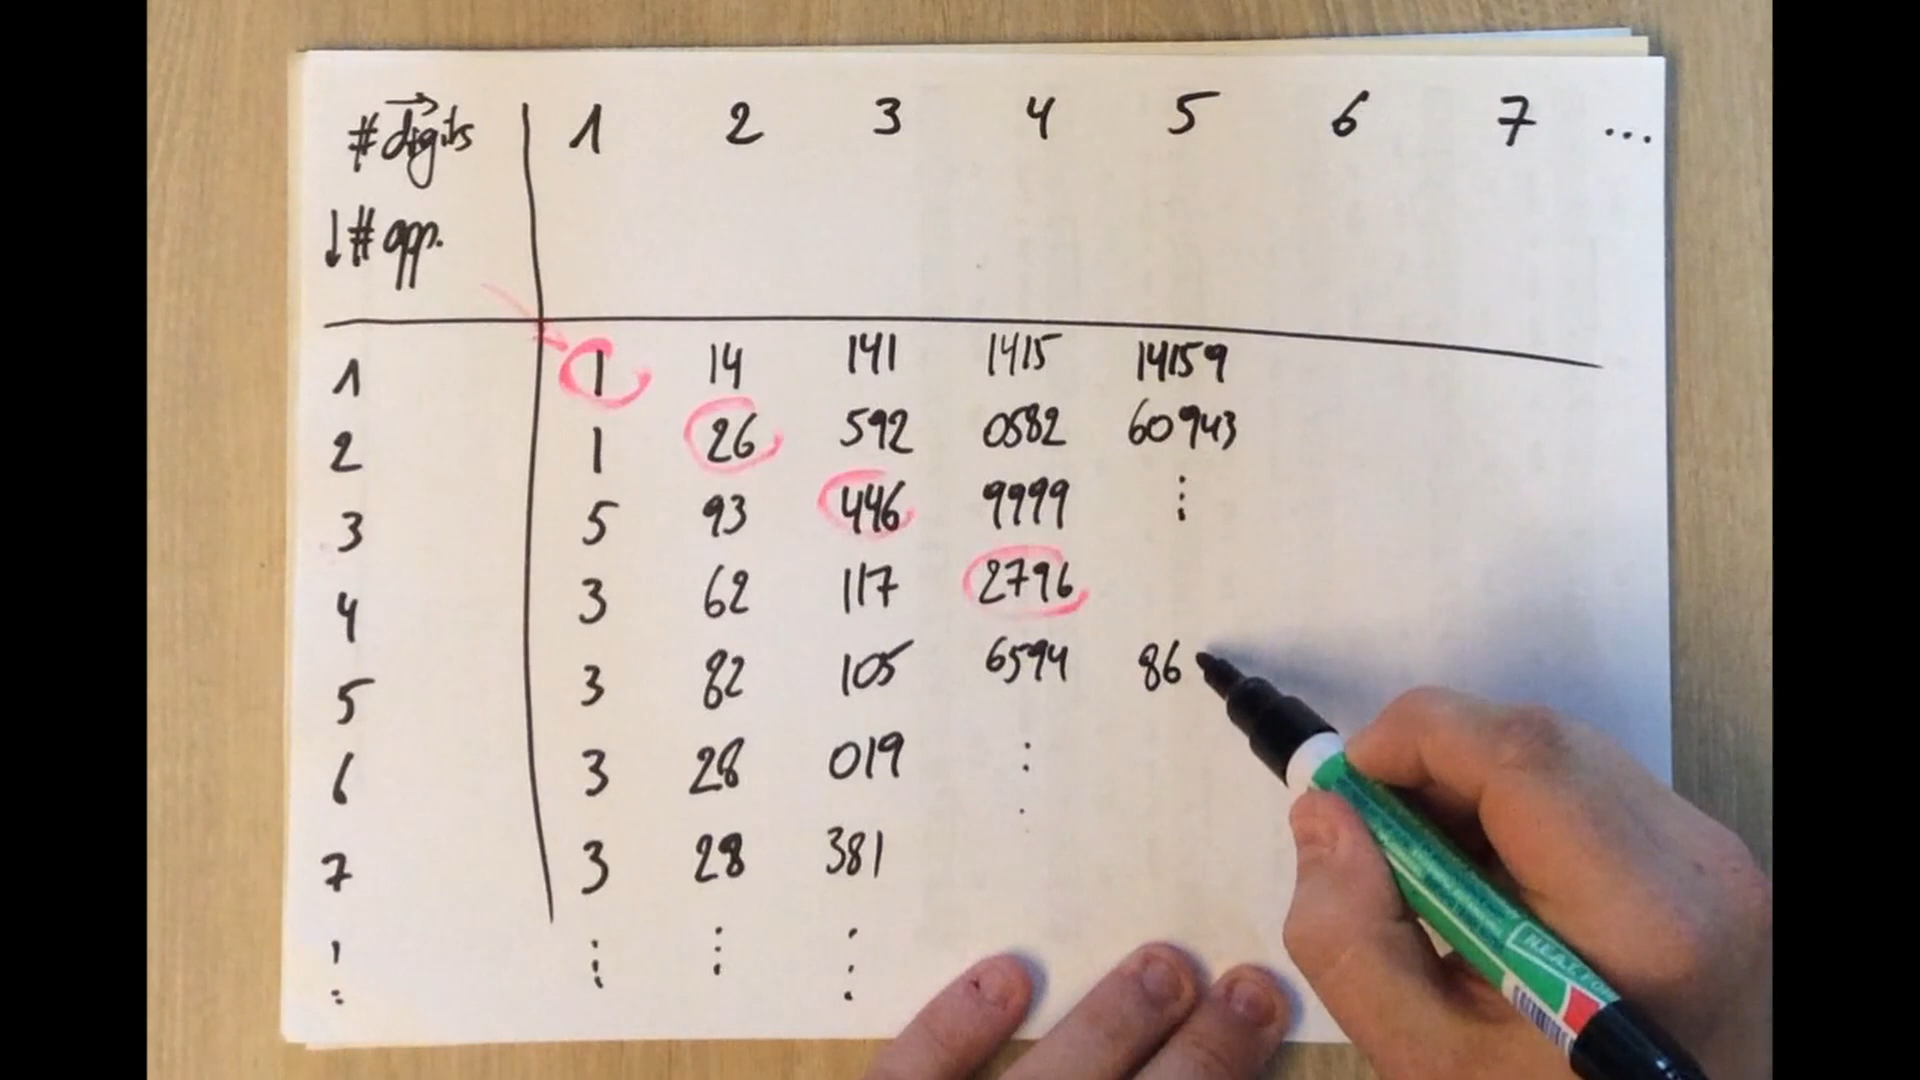 #digits 1 2 3 4 5 6 7 ...
↓ # app.
1 1 14 141 1415 14159
2 1 26 592 0582 60943
3 5 93 446 9999 ⋮
4 3 62 117 2796
5 3 82 105 6594 86
6 3 28 019 ⋮
7 3 28 381
⋮ ⋮ ⋮ ⋮